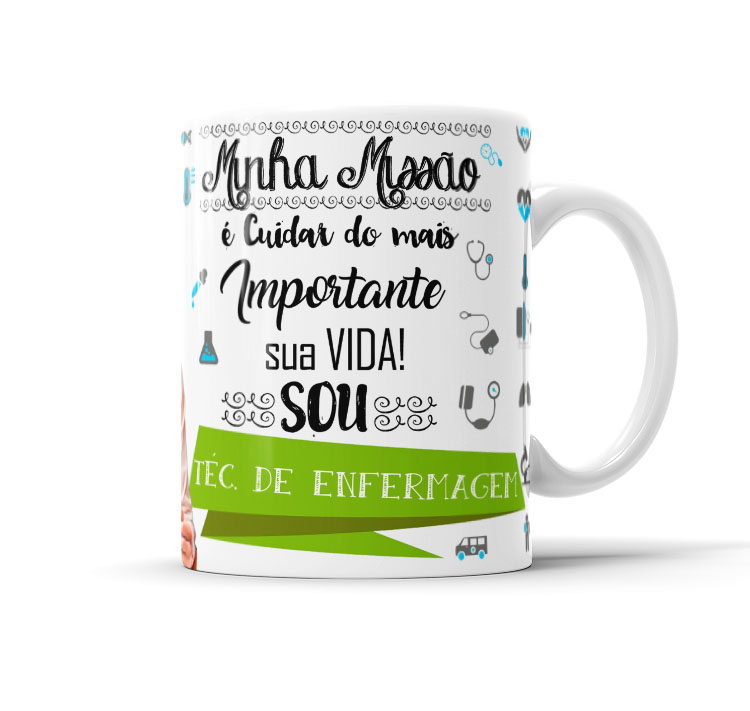 Minha Missão
é Cuidar do mais
Importante
sua VIDA!
SOU
TÉC. DE ENFERMAGEM